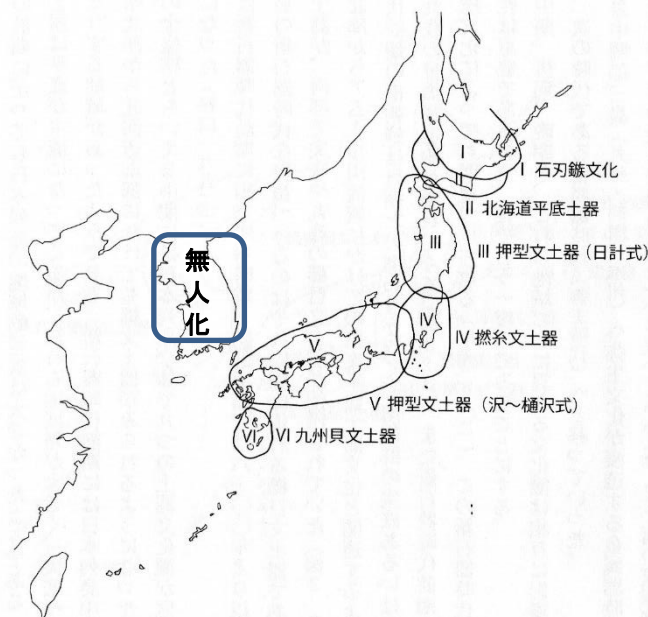 I
I 石刃鏃文化
II
II 北海道平底土器
III
III 押型文土器（日計式）
無
人
化
IV
IV 撚糸文土器
V
V 押型文土器（沢〜樋沢式）
VI
VI 九州貝文土器